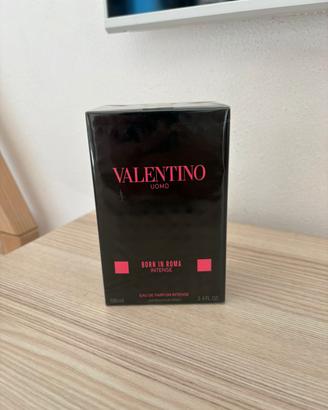 VALENTINO
UOMO
BORN IN ROMA
INTENSE
EAU DE PARFUM INTENSE
100ml 3.4 FL.OZ.